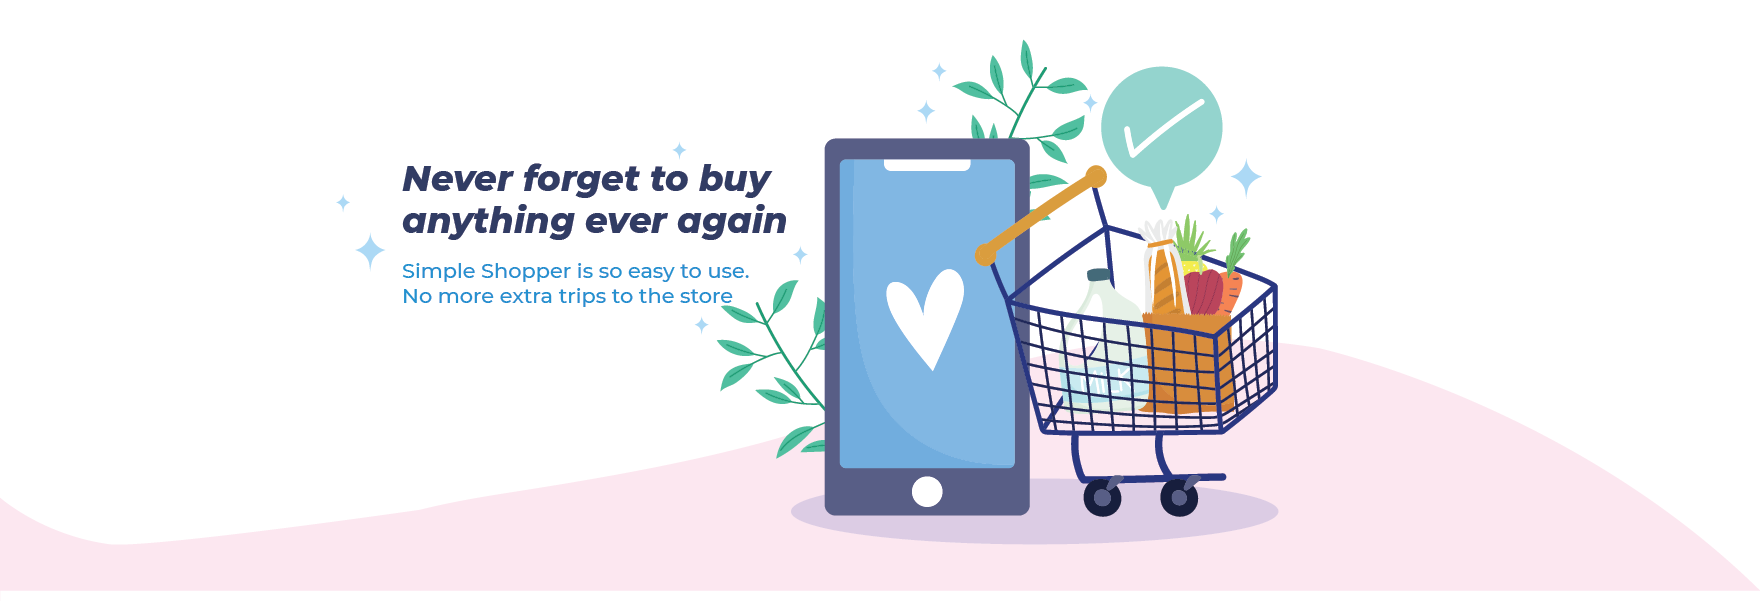 Never forget to buy
anything ever again
Simple Shopper is so easy to use.
No more extra trips to the store
MILK